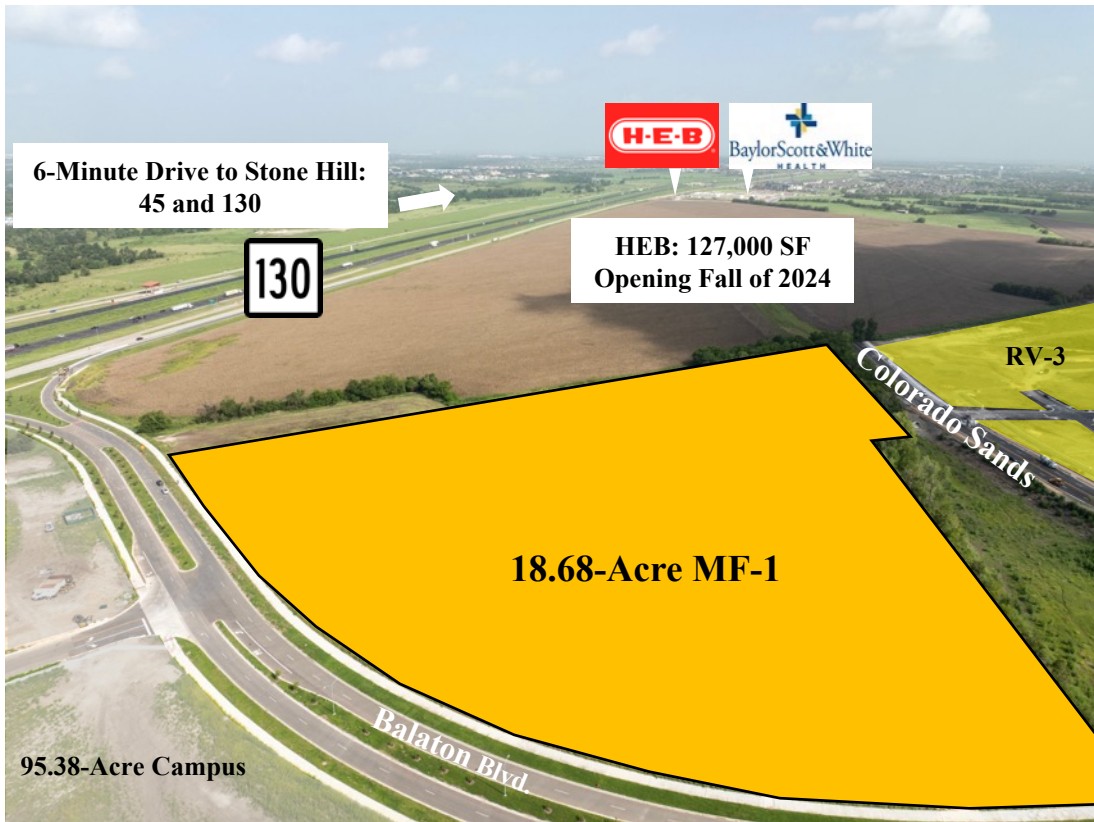 H-E-B
BaylorScott&White
HEALTH
6-Minute Drive to Stone Hill:
45 and 130
130
HEB: 127,000 SF
Opening Fall of 2024
RV-3
Colorado Sands
18.68-Acre MF-1
Balaton Blvd.
95.38-Acre Campus